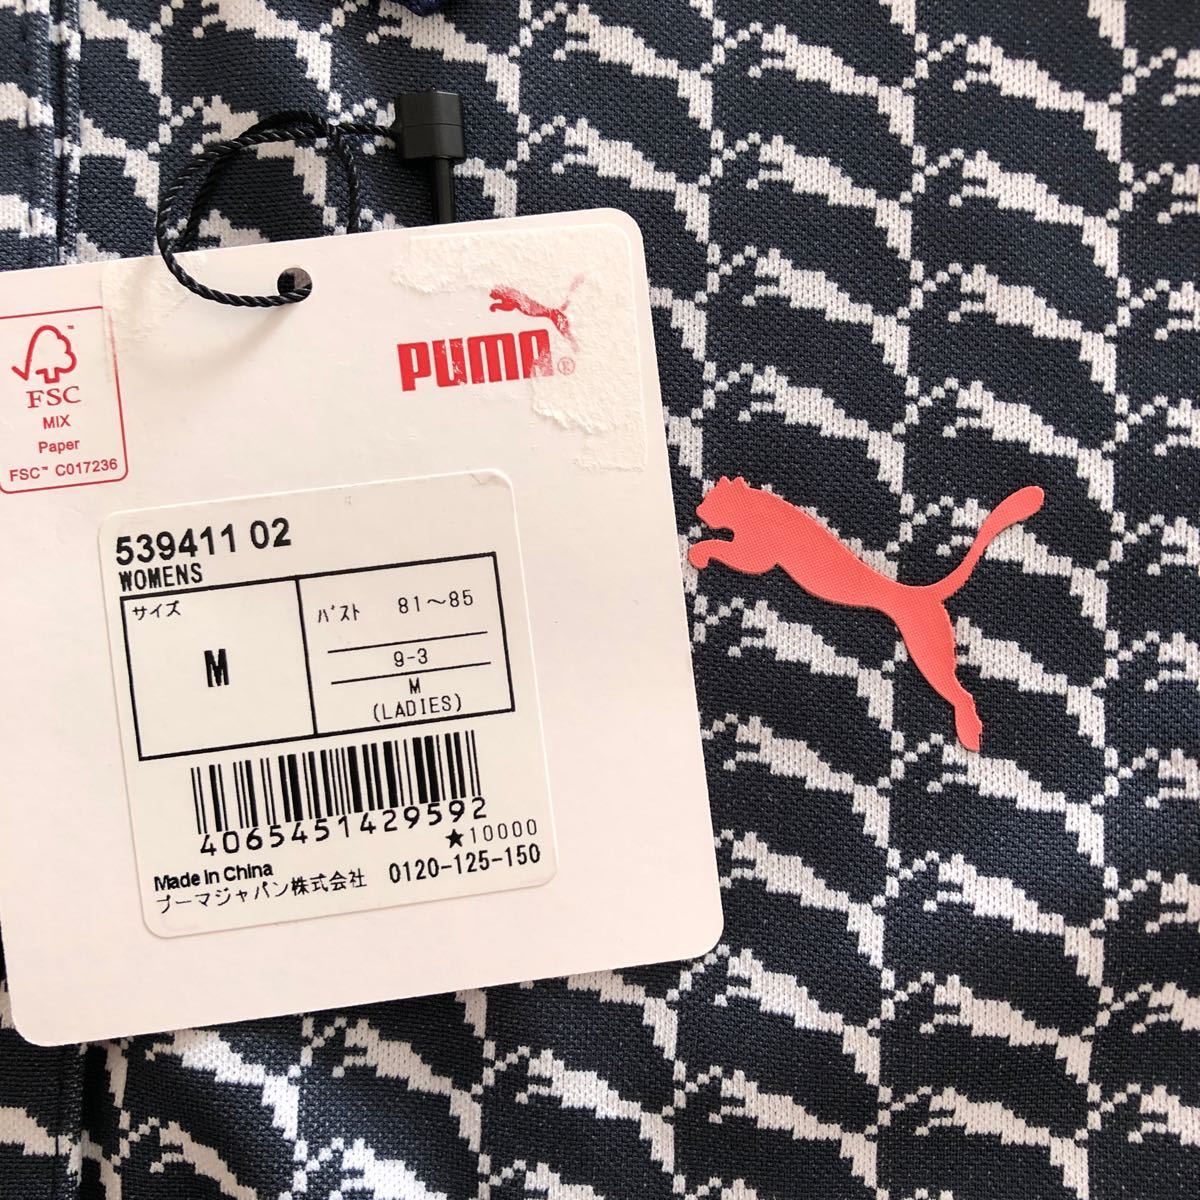 PUMA®
FSC™
MIX
Paper
FSC™ C017236
539411 02
WOMENS
サイズ
M
バスト 81〜85
9-3
M
(LADIES)
4065451429592
★10000
Made in China
プーマジャパン株式会社 0120-125-150